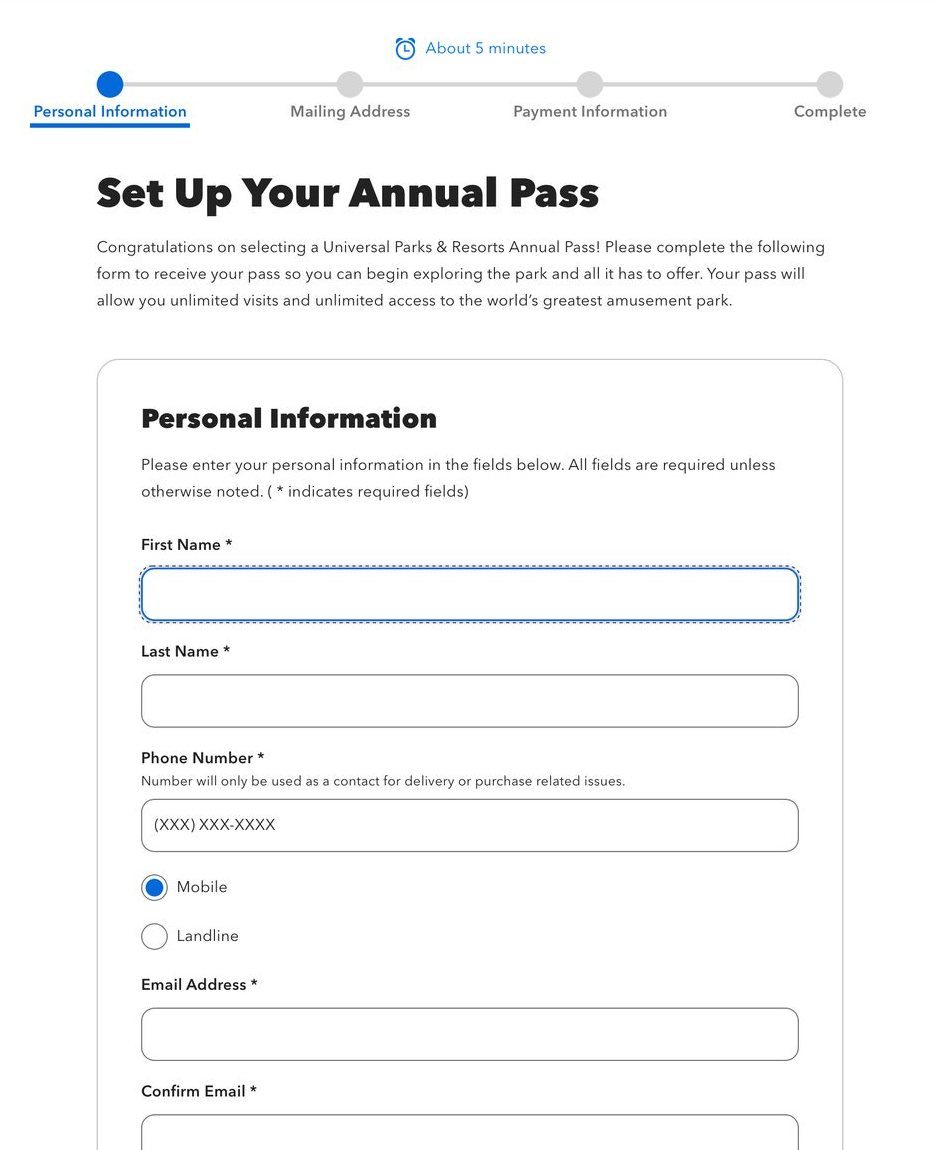 About 5 minutes
Personal Information
Mailing Address
Payment Information
Complete
Set Up Your Annual Pass
Congratulations on selecting a Universal Parks & Resorts Annual Pass! Please complete the following
form to receive your pass so you can begin exploring the park and all it has to offer. Your pass will
allow you unlimited visits and unlimited access to the world’s greatest amusement park.
Personal Information
Please enter your personal information in the fields below. All fields are required unless
otherwise noted. ( * indicates required fields)
First Name *
Last Name *
Phone Number *
Number will only be used as a contact for delivery or purchase related issues.
(XXX) XXX-XXXX
Mobile
Landline
Email Address *
Confirm Email *